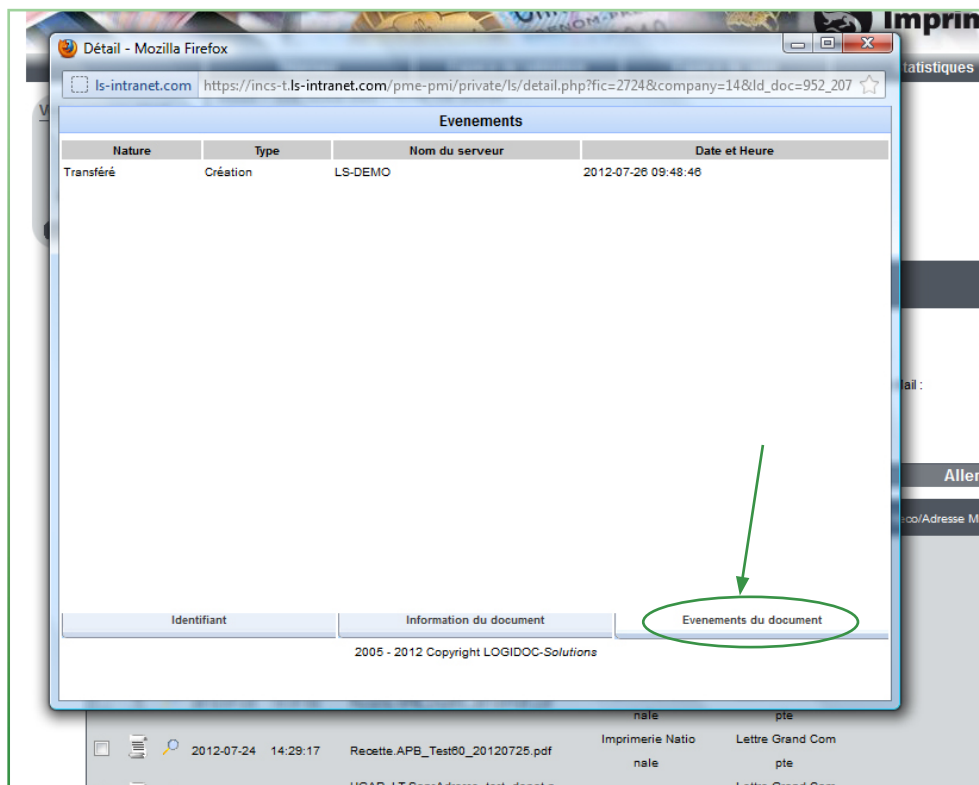 Imprim
Détail - Mozilla Firefox
tatistiques
ls-intranet.com https://incs-t.ls-intranet.com/pme-pmi/private/ls/detail.php?fic=2724&company=14&Id_doc=952_207
Evenements
Nature Type Nom du serveur Date et Heure
Transféré Création LS-DEMO 2012-07-26 09:48:46
ail :
Aller
eco/Adresse M
Identifiant Information du document Evenements du document
2005 - 2012 Copyright LOGIDOC-Solutions
nale pte
2012-07-24 14:29:17 Recette.APB_Test60_20120725.pdf Imprimerie Natio Lettre Grand Com
nale pte